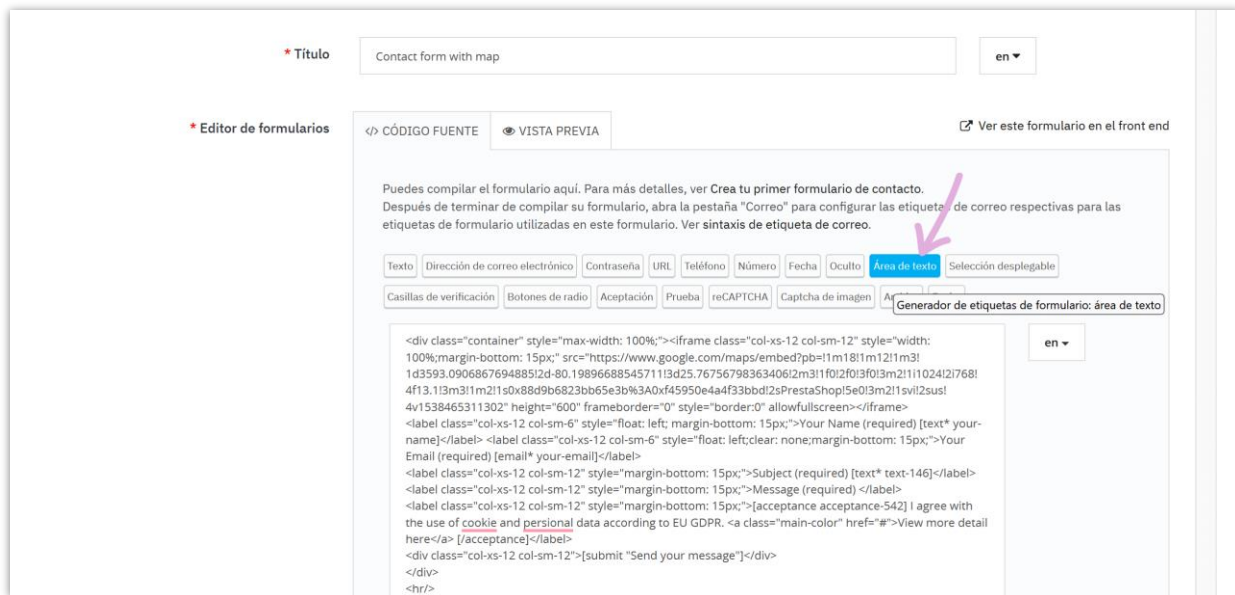 * Título
Contact form with map
en
* Editor de formularios
</> CÓDIGO FUENTE
VISTA PREVIA
Ver este formulario en el front end
Puedes compilar el formulario aquí. Para más detalles, ver Crea tu primer formulario de contacto.
Después de terminar de compilar su formulario, abra la pestaña "Correo" para configurar las etiquetas de correo respectivas para las
etiquetas de formulario utilizadas en este formulario. Ver sintaxis de etiqueta de correo.
Texto Dirección de correo electrónico Contraseña URL Teléfono Número Fecha Oculto Área de texto Selección desplegable
Casillas de verificación Botones de radio Aceptación Prueba reCAPTCHA Captcha de imagen
Generador de etiquetas de formulario: área de texto
<div class="container" style="max-width: 100%;"><iframe class="col-xs-12 col-sm-12" style="width:
100%;margin-bottom: 15px;" src="https://www.google.com/maps/embed?pb=!1m18!1m12!1m3!
1d3593.0906867694885!2d-80.19896688545711!3d25.76756798363406!2m3!1f0!2f0!3f0!3m2!1i1024!2i768!
4f13.1!3m3!1m2!1s0x88d9b6823bb65e3b%3A0xf45950e4a4f33bbd!2sPrestaShop!5e0!3m2!1svi!2sus!
4v1538465311302" height="600" frameborder="0" style="border:0" allowfullscreen></iframe>
<label class="col-xs-12 col-sm-6" style="float: left; margin-bottom: 15px;">Your Name (required) [text* your-
name]</label> <label class="col-xs-12 col-sm-6" style="float: left;clear: none;margin-bottom: 15px;">Your
Email (required) [email* your-email]</label>
<label class="col-xs-12 col-sm-12" style="margin-bottom: 15px;">Subject (required) [text* text-146]</label>
<label class="col-xs-12 col-sm-12" style="margin-bottom: 15px;">Message (required) </label>
<label class="col-xs-12 col-sm-12" style="margin-bottom: 15px;">[acceptance acceptance-542] I agree with
the use of cookie and persional data according to EU GDPR. <a class="main-color" href="#">View more detail
here</a> [/acceptance]</label>
<div class="col-xs-12 col-sm-12">[submit "Send your message"]</div>
</div>
<hr/>
en